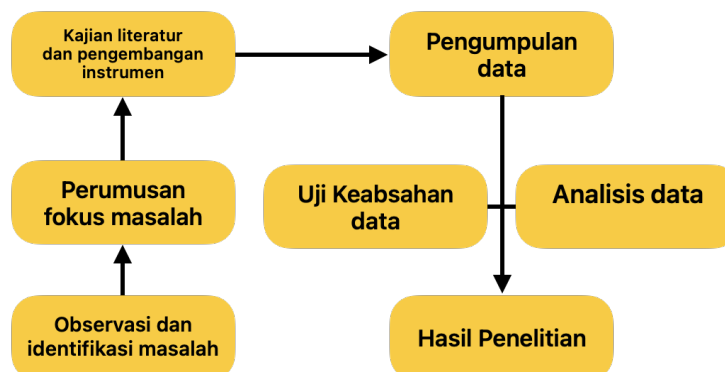 Kajian literatur
dan pengembangan
instrumen
Pengumpulan
data
Perumusan
fokus masalah
Uji Keabsahan
data
Analisis data
Observasi dan
identifikasi masalah
Hasil Penelitian